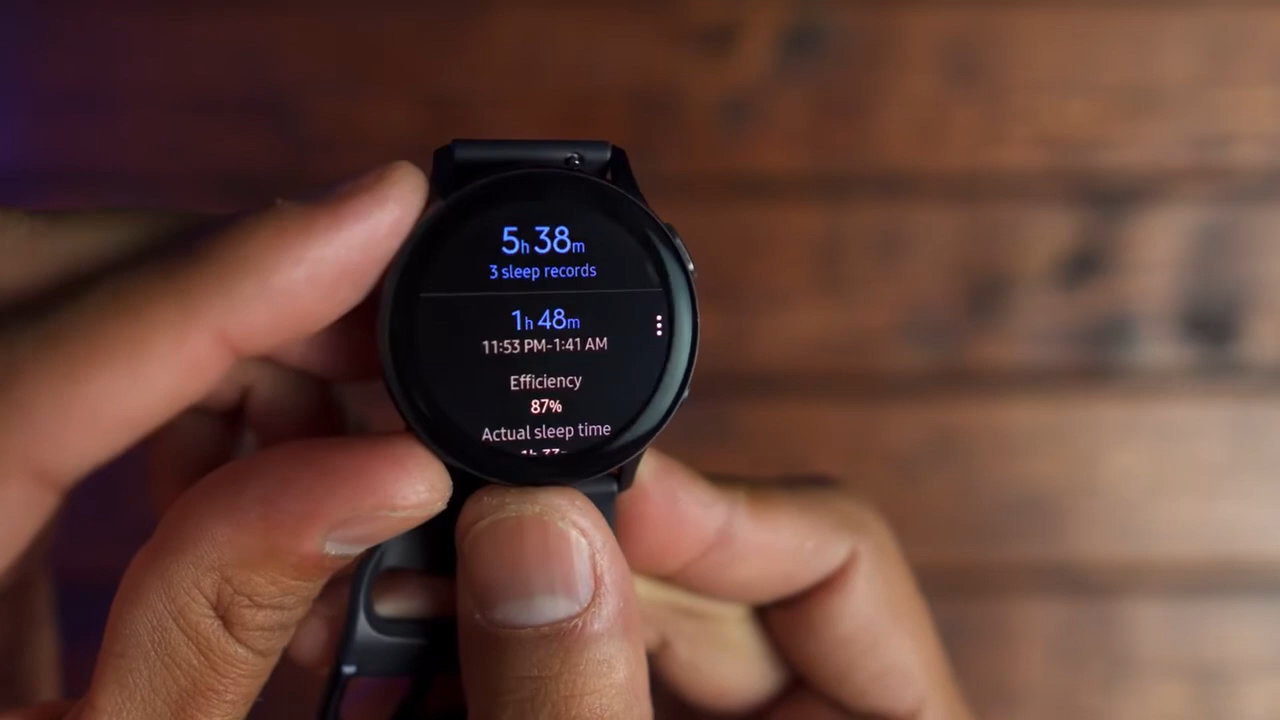 5h 38m
3 sleep records
1h 48m
11:53 PM-1:41 AM
Efficiency
87%
Actual sleep time